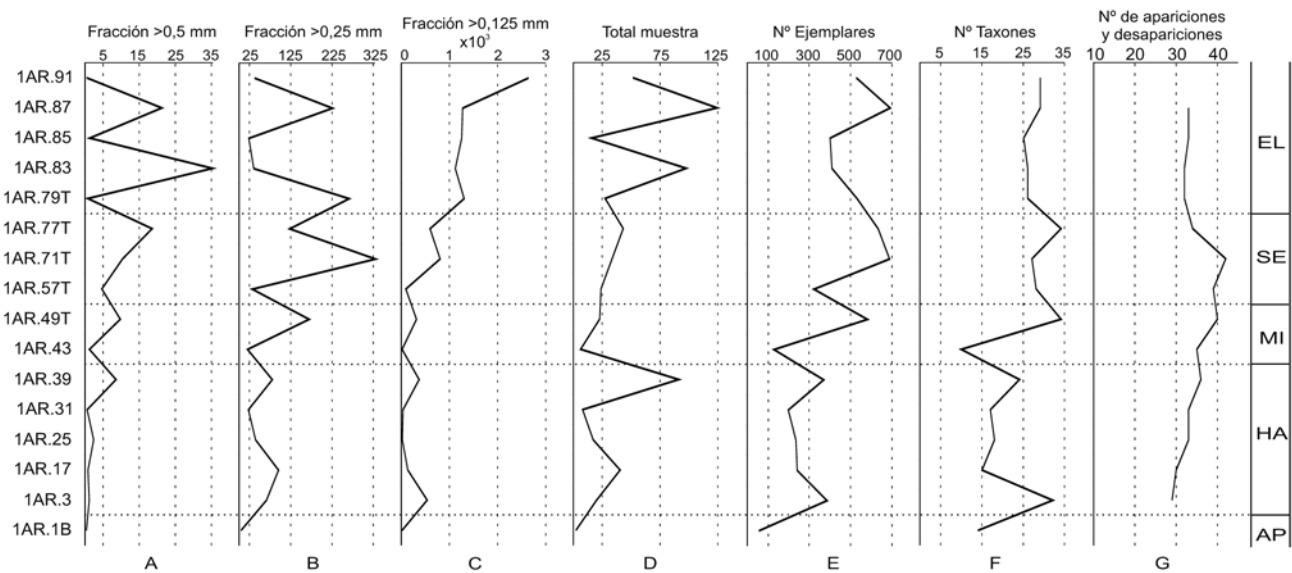 Fracción >0,5 mm
5 15 25 35
Fracción >0,25 mm
25 125 225 325
Fracción >0,125 mm
x10³
0 1 2 3
Total muestra
25 75 125
Nº Ejemplares
100 300 500 700
Nº Taxones
5 15 25 35
Nº de apariciones
y desapariciones
10 20 30 40
1AR.91
1AR.87
1AR.85
1AR.83
1AR.79T
1AR.77T
1AR.71T
1AR.57T
1AR.49T
1AR.43
1AR.39
1AR.31
1AR.25
1AR.17
1AR.3
1AR.1B
EL
SE
MI
HA
AP
A B C D E F G